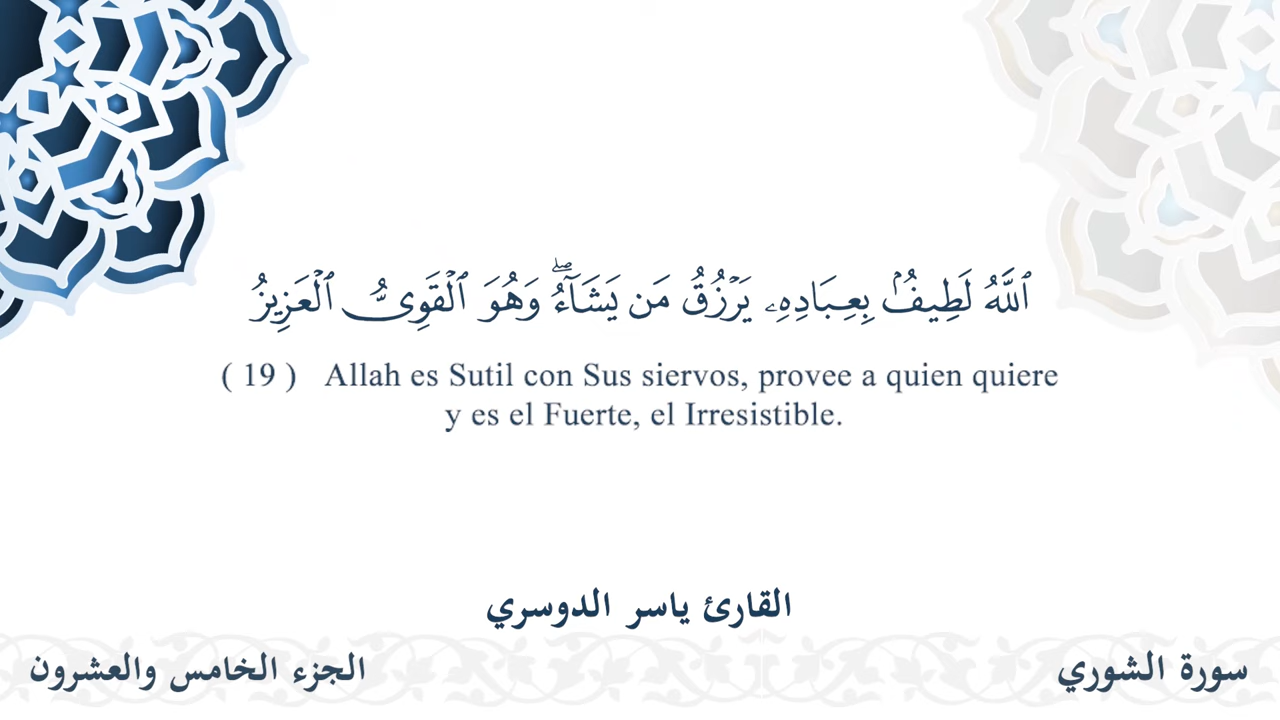 ٱللَّهُ لَطِيفُۢ بِعِبَادِهِۦ يَرۡزُقُ مَن يَشَآءُۖ وَهُوَ ٱلۡقَوِىُّ ٱلۡعَزِيزُ
( 19 ) Allah es Sutil con Sus siervos, provee a quien quiere
y es el Fuerte, el Irresistible.
القارئ ياسر الدوسري
سورة الشوري
الجزء الخامس والعشرون